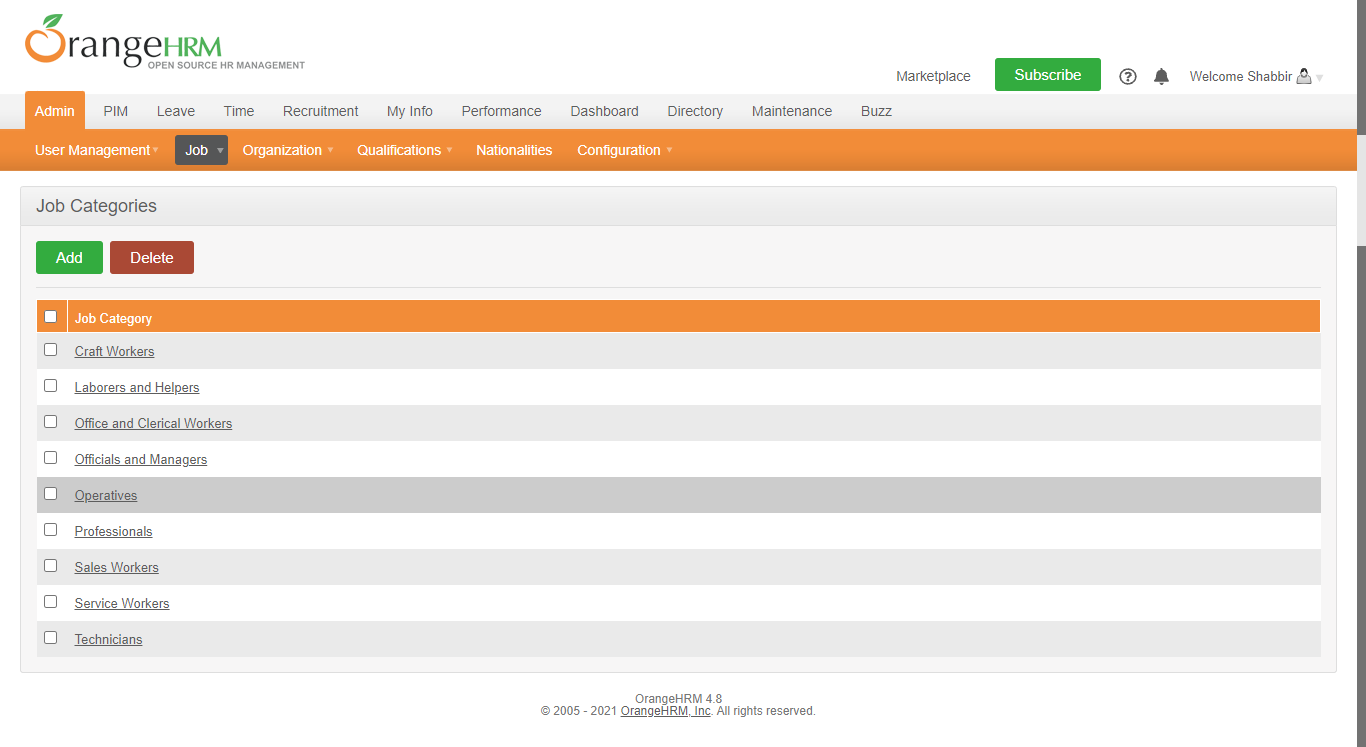 OrangeHRM
OPEN SOURCE HR MANAGEMENT
Marketplace Subscribe Welcome Shabbir
Admin PIM Leave Time Recruitment My Info Performance Dashboard Directory Maintenance Buzz
User Management Job Organization Qualifications Nationalities Configuration
Job Categories
Add Delete
Job Category
Craft Workers
Laborers and Helpers
Office and Clerical Workers
Officials and Managers
Operatives
Professionals
Sales Workers
Service Workers
Technicians
OrangeHRM 4.8
© 2005 - 2021 OrangeHRM, Inc. All rights reserved.